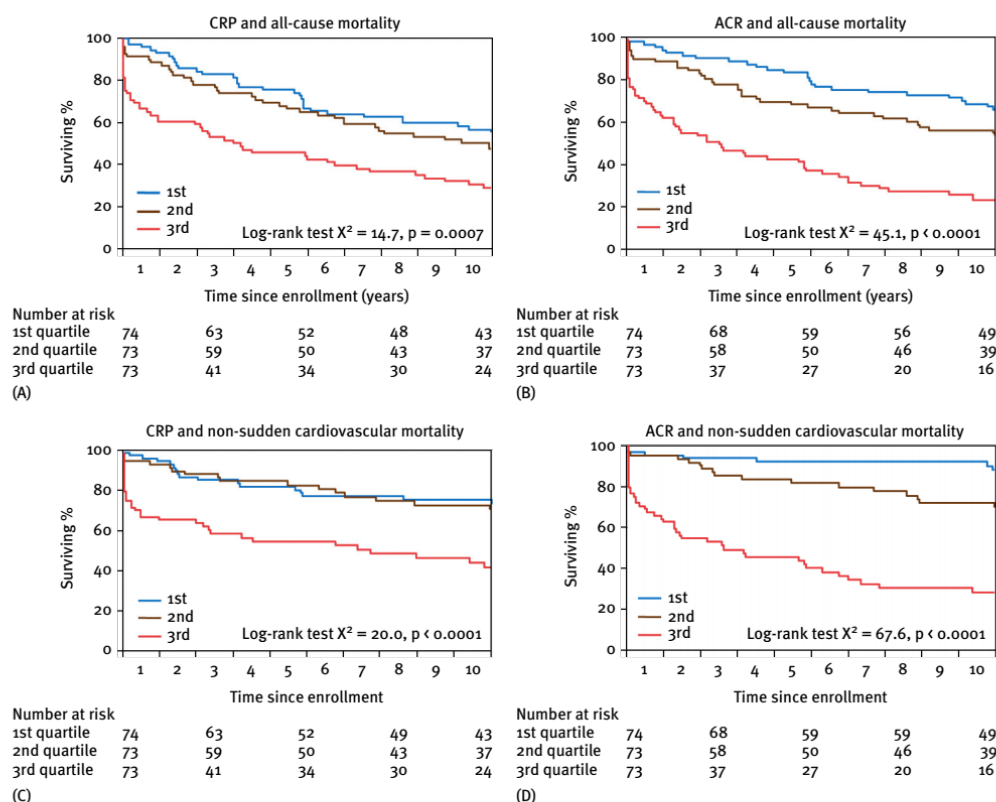 CRP and all-cause mortality
100
80
60
40
20
0
Surviving %
1st
2nd
3rd
Log-rank test X² = 14.7, p = 0.0007
1 2 3 4 5 6 7 8 9 10
Time since enrollment (years)
Number at risk
1st quartile 74 63 52 48 43
2nd quartile 73 59 50 43 37
3rd quartile 73 41 34 30 24
(A)
ACR and all-cause mortality
100
80
60
40
20
0
Surviving %
1st
2nd
3rd
Log-rank test X² = 45.1, p < 0.0001
1 2 3 4 5 6 7 8 9 10
Time since enrollment (years)
Number at risk
1st quartile 74 68 59 56 49
2nd quartile 73 58 50 46 39
3rd quartile 73 37 27 20 16
(B)
CRP and non-sudden cardiovascular mortality
100
80
60
40
20
0
Surviving %
1st
2nd
3rd
Log-rank test X² = 20.0, p < 0.0001
1 2 3 4 5 6 7 8 9 10
Time since enrollment
Number at risk
1st quartile 74 63 52 49 43
2nd quartile 73 59 50 43 37
3rd quartile 73 41 34 30 24
(C)
ACR and non-sudden cardiovascular mortality
100
80
60
40
20
0
Surviving %
1st
2nd
3rd
Log-rank test X² = 67.6, p < 0.0001
1 2 3 4 5 6 7 8 9 10
Time since enrollment
Number at risk
1st quartile 74 68 59 59 49
2nd quartile 73 58 50 46 39
3rd quartile 73 37 27 20 16
(D)